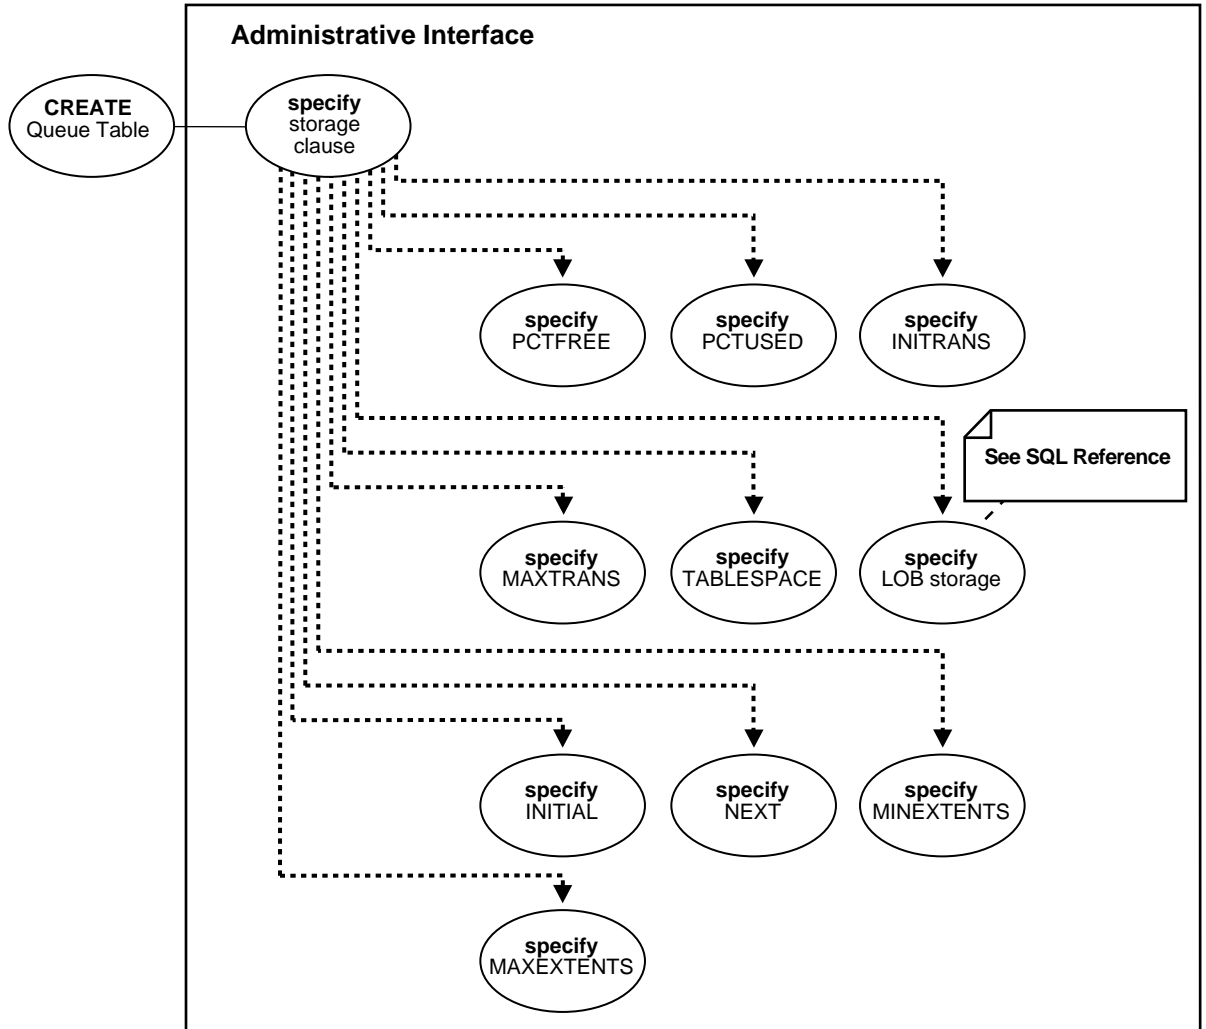 Administrative Interface
CREATE
Queue Table
specify
storage
clause
specify
PCTFREE
specify
PCTUSED
specify
INITRANS
See SQL Reference
specify
MAXTRANS
specify
TABLESPACE
specify
LOB storage
specify
INITIAL
specify
NEXT
specify
MINEXTENTS
specify
MAXEXTENTS